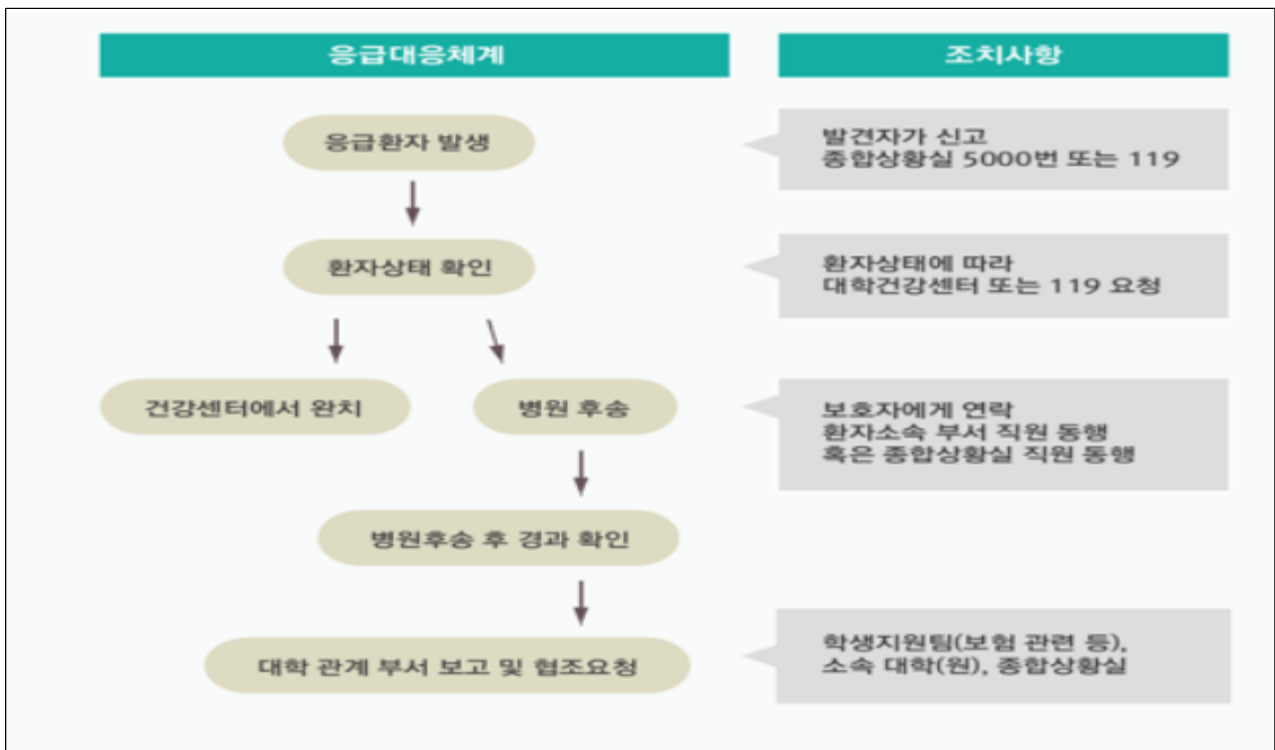 응급대응체계
조치사항
응급환자 발생
발견자가 신고
종합상황실 5000번 또는 119
환자상태 확인
환자상태에 따라
대학건강센터 또는 119 요청
건강센터에서 완치
병원 후송
보호자에게 연락
환자소속 부서 직원 동행
혹은 종합상황실 직원 동행
병원후송 후 경과 확인
대학 관계 부서 보고 및 협조요청
학생지원팀(보험 관련 등),
소속 대학(원), 종합상황실